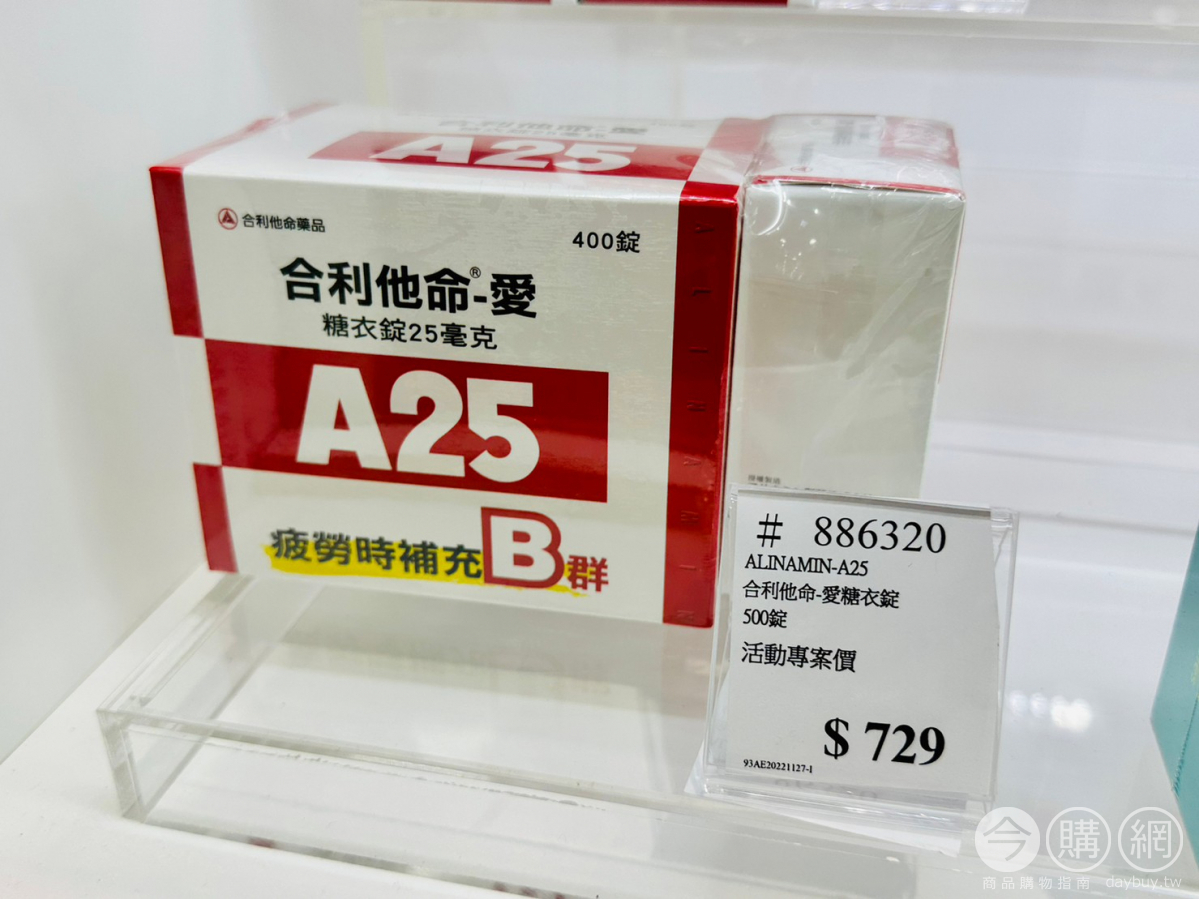 A25
合利他命藥品
400錠
合利他命®-愛
糖衣錠25毫克
A25
疲勞時補充B群
# 886320
ALINAMIN-A25
合利他命-愛糖衣錠
500錠
活動專案價
$ 729
93AE20221127-1
今購網
商品購物指南 daybuy.tw